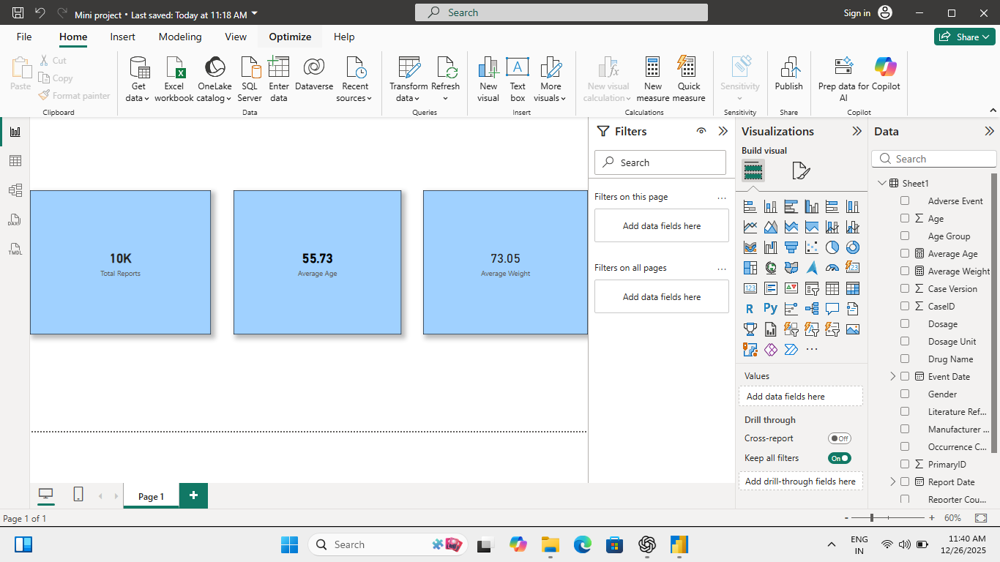 Mini project • Last saved: Today at 11:18 AM
Search
Sign in
File
Home
Insert
Modeling
View
Optimize
Help
Share
Paste
Cut
Copy
Format painter
Clipboard
Get data
Excel workbook
OneLake catalog
SQL Server
Enter data
Dataverse
Recent sources
Data
Transform data
Refresh
Queries
New visual
Text box
More visuals
Insert
New visual calculation
New measure
Quick measure
Calculations
Sensitivity
Sensitivity
Publish
Share
Prep data for AI
Copilot
Copilot
DAX
TMDL
10K
Total Reports
55.73
Average Age
73.05
Average Weight
Filters
Search
Filters on this page
...
Add data fields here
Filters on all pages
...
Add data fields here
Visualizations
Build visual
123
123
R
Py
...
Values
Add data fields here
Drill through
Cross-report
Off
Keep all filters
On
Add drill-through fields here
Data
Search
Sheet1
Adverse Event
Age
Age Group
Average Age
Average Weight
Case Version
CaseID
Dosage
Dosage Unit
Drug Name
Event Date
Gender
Literature Ref...
Manufacturer ...
Occurrence C...
PrimaryID
Report Date
Reporter Cou...
Page 1
+
Page 1 of 1
- + 60%
Search
ENG
IN
11:40 AM
12/26/2025